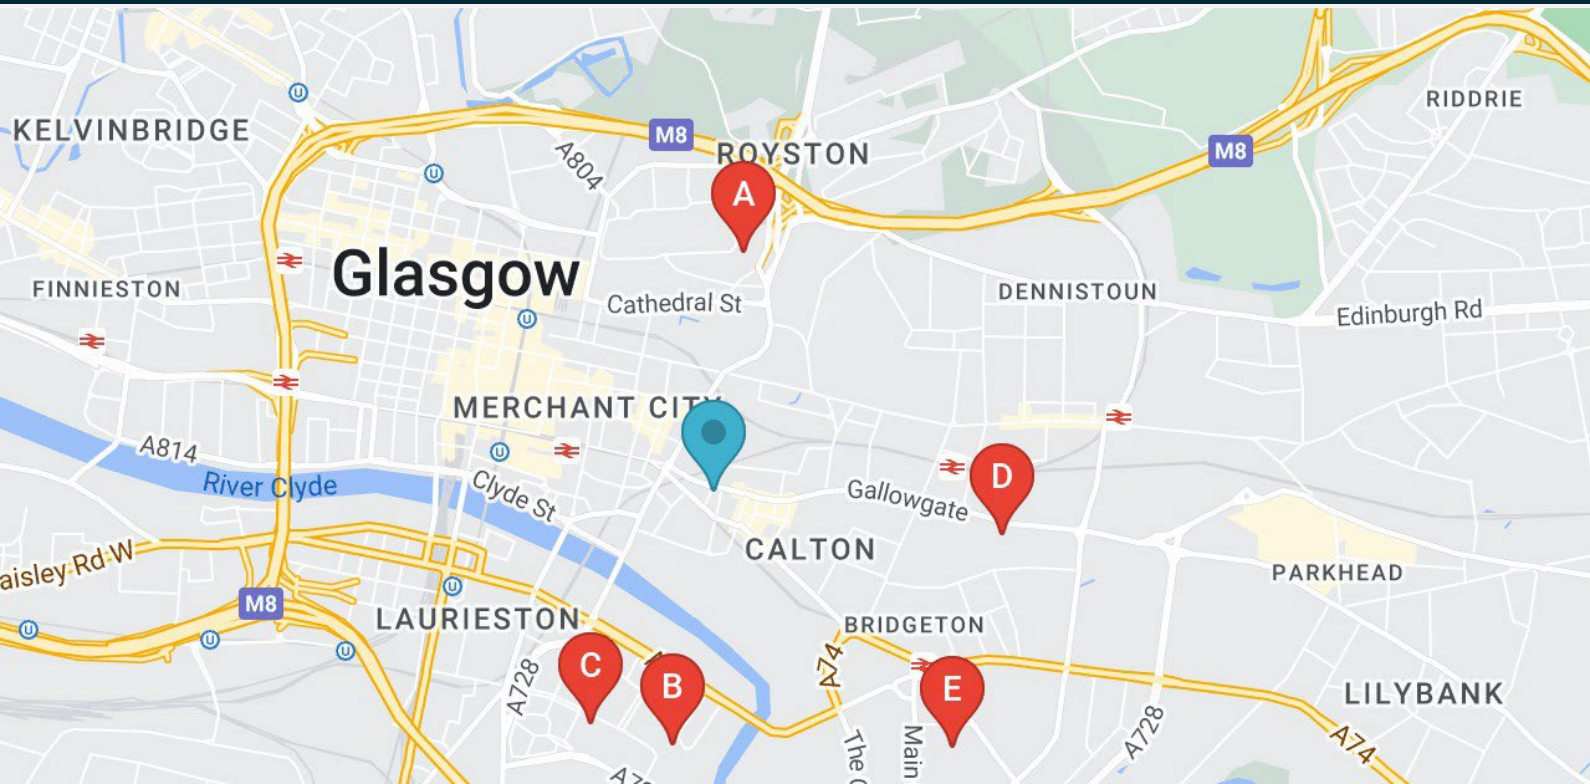 RIDDRIE
KELVINBRIDGE
M8
M8
ROYSTON
A804
A
Glasgow
FINNIESTON
Cathedral St
DENNISTOUN
Edinburgh Rd
U
U
U
MERCHANT CITY
A814
U
River Clyde
Clyde St
Gallowgate
D
CALTON
aisley Rd W
PARKHEAD
M8
U
LAURIESTON
BRIDGETON
U
U
U
C
B
A74
E
A728
LILYBANK
A728
A74
Main
The